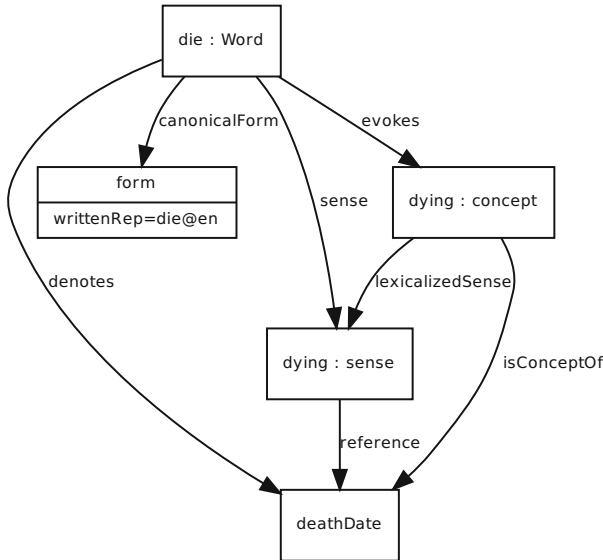 die : Word
canonicalForm
evokes
form
writtenRep=die@en
sense
dying : concept
denotes
lexicalizedSense
dying : sense
isConceptOf
reference
deathDate